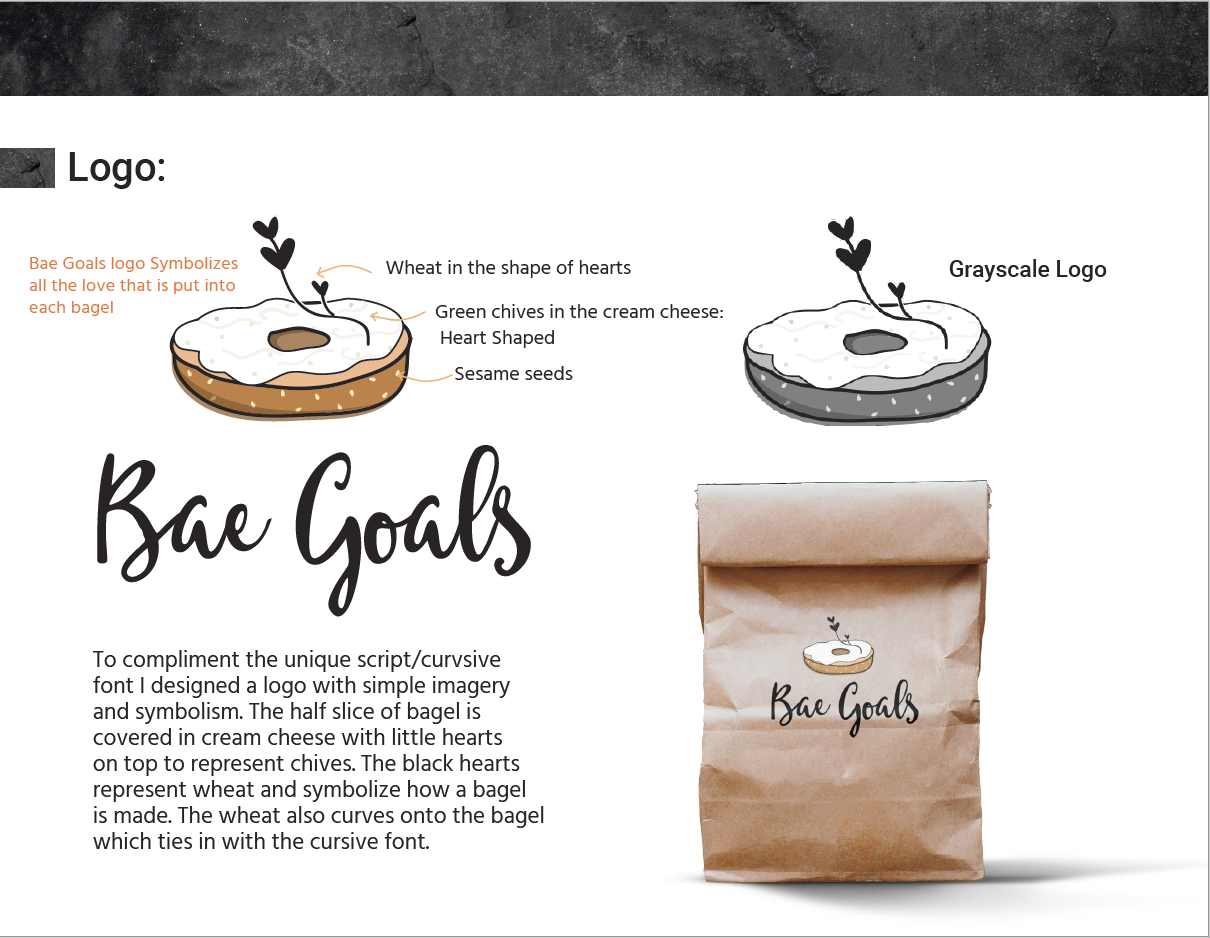 Logo:
Bae Goals logo Symbolizes
all the love that is put into
each bagel
Wheat in the shape of hearts
Green chives in the cream cheese:
Heart Shaped
Sesame seeds
Grayscale Logo
Bae Goals
To compliment the unique script/curvsive
font I designed a logo with simple imagery
and symbolism. The half slice of bagel is
covered in cream cheese with little hearts
on top to represent chives. The black hearts
represent wheat and symbolize how a bagel
is made. The wheat also curves onto the bagel
which ties in with the cursive font.
Bae Goals